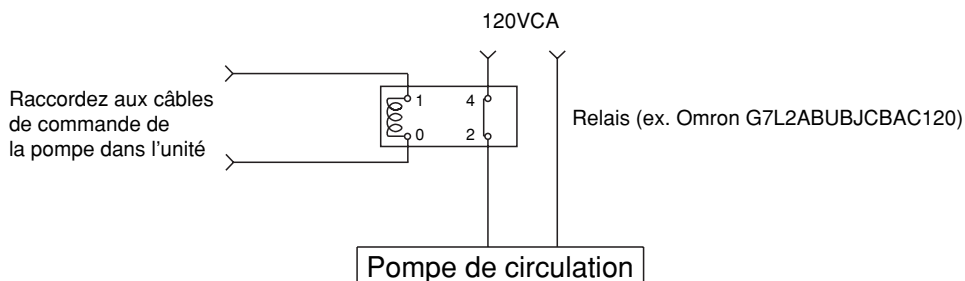 120VCA
Raccordez aux câbles
de commande de
la pompe dans l'unité
1
4
0
2
Relais (ex. Omron G7L2ABUBJCBAC120)
Pompe de circulation